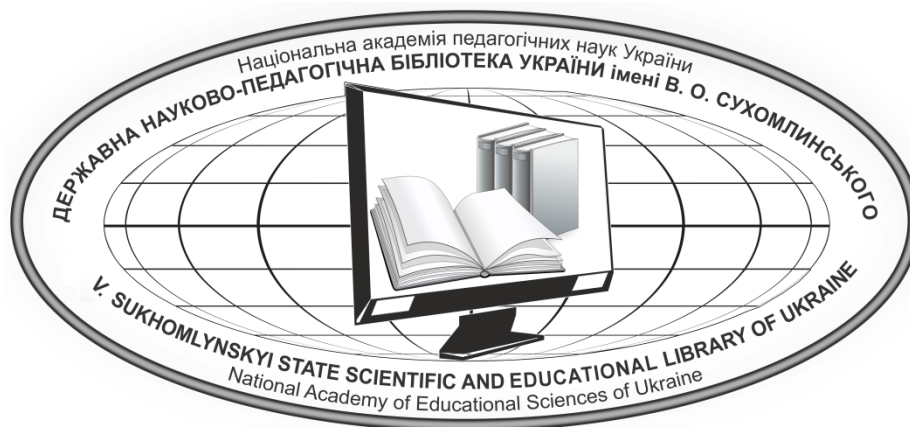 Національна академія педагогічних наук України
ДЕРЖАВНА НАУКОВО-ПЕДАГОГІЧНА БІБЛІОТЕКА УКРАЇНИ імені В. О. СУХОМЛИНСЬКОГО
V. SUKHOMLYNSKYI STATE SCIENTIFIC AND EDUCATIONAL LIBRARY OF UKRAINE
National Academy of Educational Sciences of Ukraine